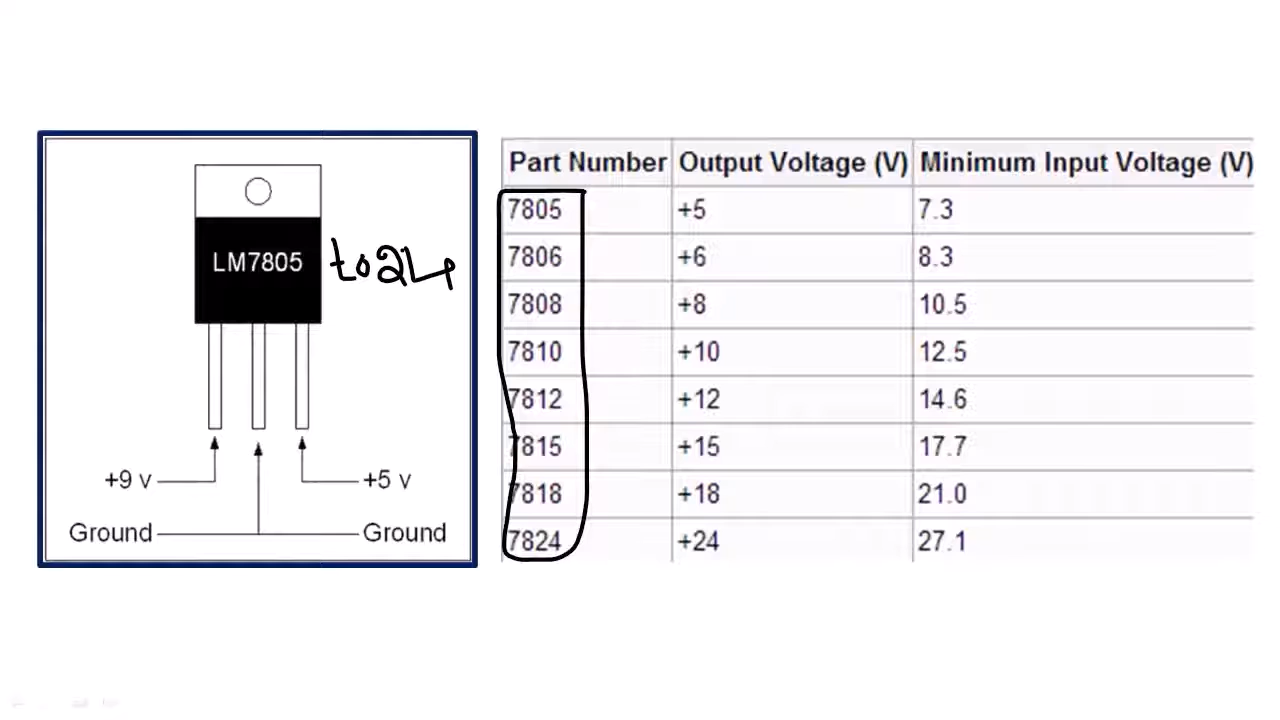 LM7805 to 24
+9 v
+5 v
Ground
Ground
Part Number Output Voltage (V) Minimum Input Voltage (V)
7805 +5 7.3
7806 +6 8.3
7808 +8 10.5
7810 +10 12.5
7812 +12 14.6
7815 +15 17.7
7818 +18 21.0
7824 +24 27.1